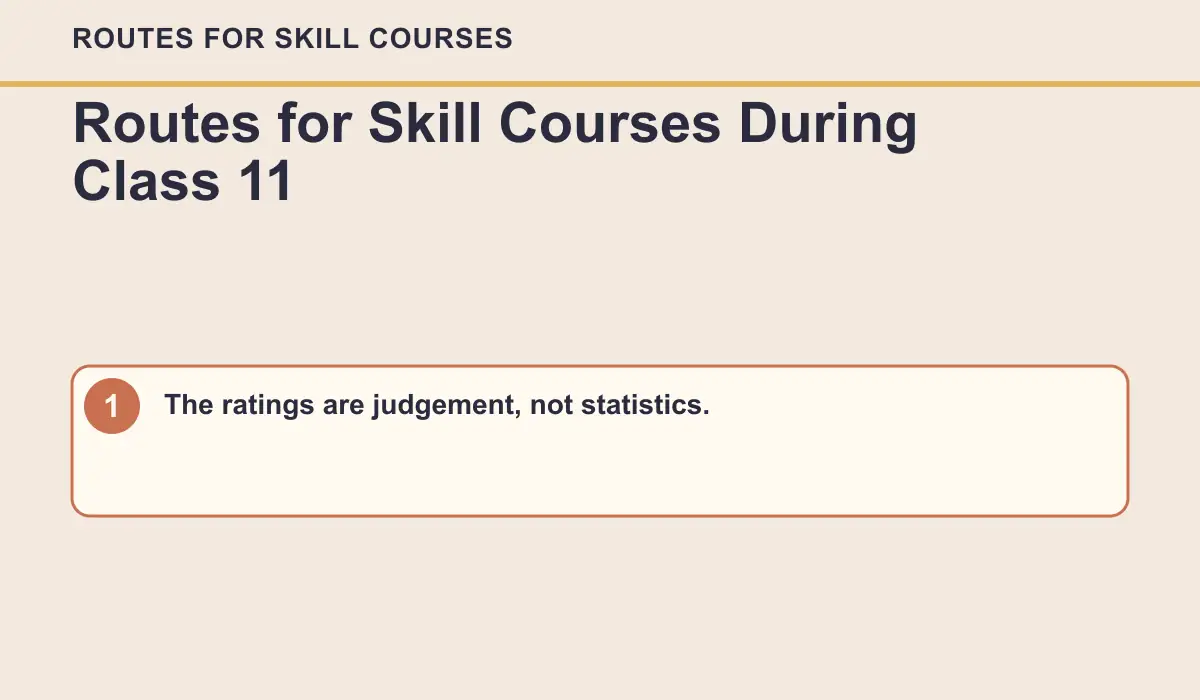 ROUTES FOR SKILL COURSES
Routes for Skill Courses During
Class 11
1 The ratings are judgement, not statistics.